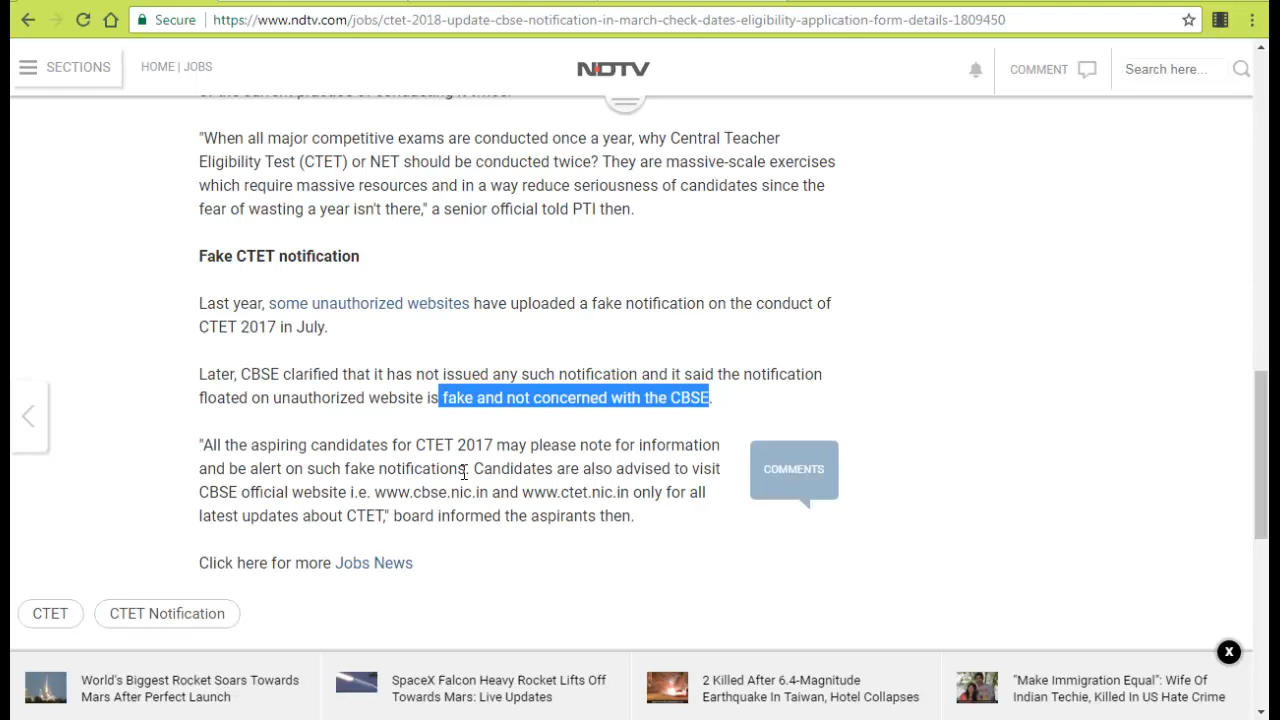 Secure
https://www.ndtv.com/jobs/ctet-2018-update-cbse-notification-in-march-check-dates-eligibility-application-form-details-1809450
SECTIONS
HOME | JOBS
NDTV
COMMENT
Search here...
of the current practice of conducting it twice.
"When all major competitive exams are conducted once a year, why Central Teacher
Eligibility Test (CTET) or NET should be conducted twice? They are massive-scale exercises
which require massive resources and in a way reduce seriousness of candidates since the
fear of wasting a year isn't there," a senior official told PTI then.
Fake CTET notification
Last year, some unauthorized websites have uploaded a fake notification on the conduct of
CTET 2017 in July.
Later, CBSE clarified that it has not issued any such notification and it said the notification
floated on unauthorized website is fake and not concerned with the CBSE.
"All the aspiring candidates for CTET 2017 may please note for information
and be alert on such fake notifications. Candidates are also advised to visit
CBSE official website i.e. www.cbse.nic.in and www.ctet.nic.in only for all
latest updates about CTET," board informed the aspirants then.
COMMENTS
Click here for more Jobs News
CTET
CTET Notification
X
World's Biggest Rocket Soars Towards
Mars After Perfect Launch
SpaceX Falcon Heavy Rocket Lifts Off
Towards Mars: Live Updates
2 Killed After 6.4-Magnitude
Earthquake In Taiwan, Hotel Collapses
"Make Immigration Equal": Wife Of
Indian Techie, Killed In US Hate Crime